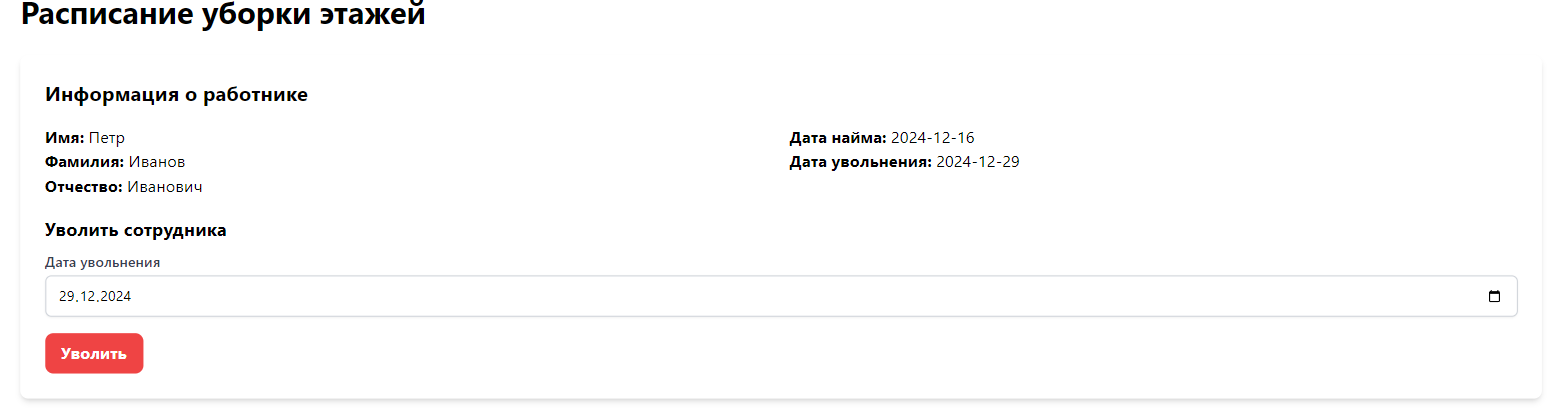 Расписание уборки этажей
Информация о работнике
Имя: Петр
Фамилия: Иванов
Отчество: Иванович
Дата найма: 2024-12-16
Дата увольнения: 2024-12-29
Уволить сотрудника
Дата увольнения
29.12.2024
Уволить